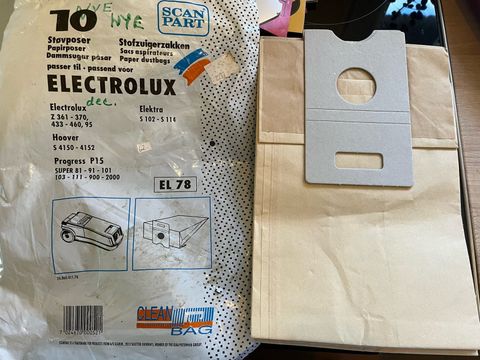 10 NYE
NYE
SCAN
PART
Støvposer
Papirposer
Dammsugar påsar
Stofzuigerzakken
Sacs aspirateurs
Paper dustbags
passer til · passend voor
ELECTROLUX
Electrolux
Z 361 - 370,
433 - 460, 95
Elektra
S 102 - S 114
Hoover
S 4150 - 4152
Progress P15
SUPER 81 - 91 - 101
(03 - 111 - 900 - 2000
EL 78
CLEAN
BAG